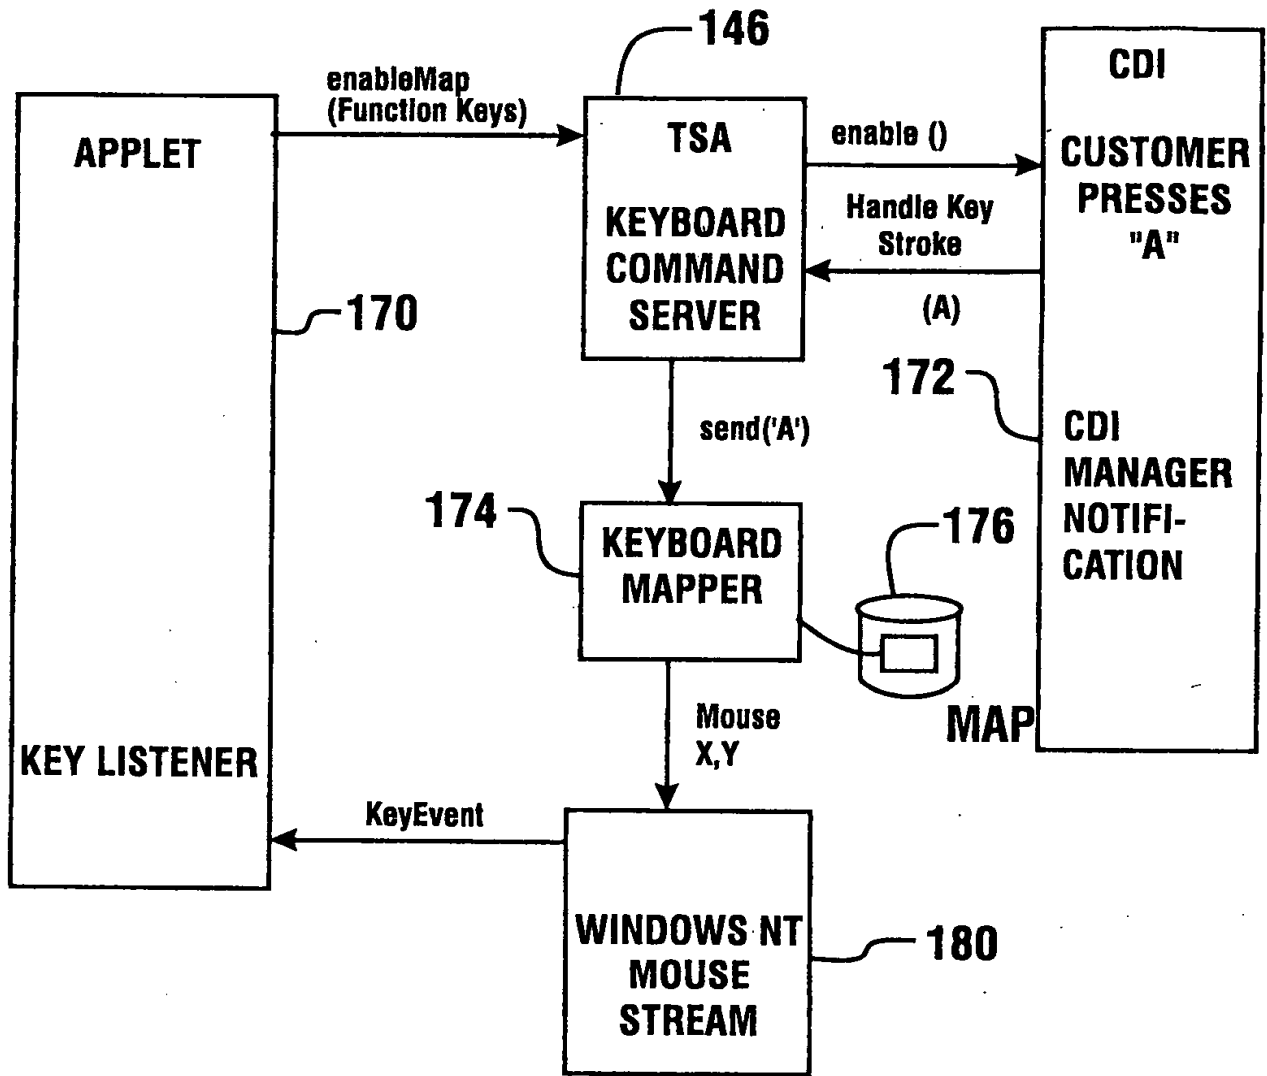 146
CDI
enableMap
(Function Keys)
APPLET
TSA
enable ()
CUSTOMER
PRESSES
"A"
KEYBOARD
COMMAND
SERVER
Handle Key
Stroke
(A)
170
172
send('A')
CDI
MANAGER
NOTIFI-
CATION
174
KEYBOARD
MAPPER
176
MAP
Mouse
X,Y
KEY LISTENER
KeyEvent
WINDOWS NT
MOUSE
STREAM
180